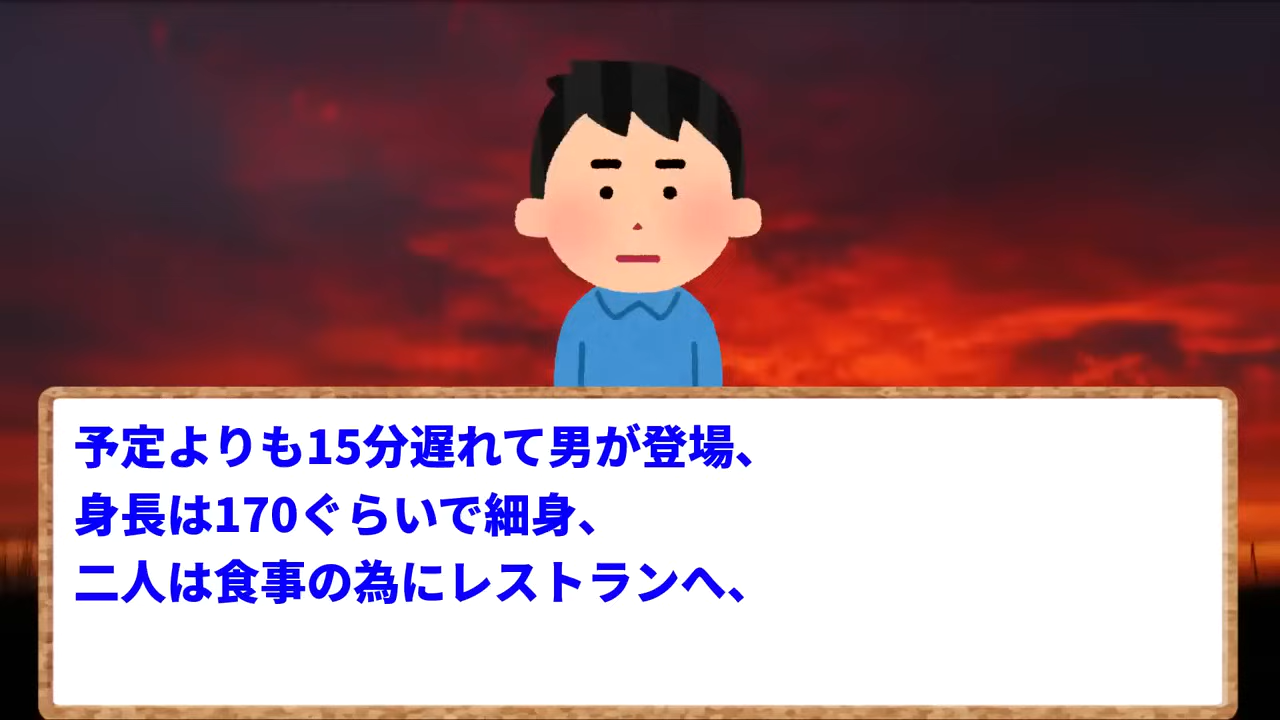 予定よりも15分遅れて男が登場、
身長は170ぐらいで細身、
二人は食事の為にレストランへ、